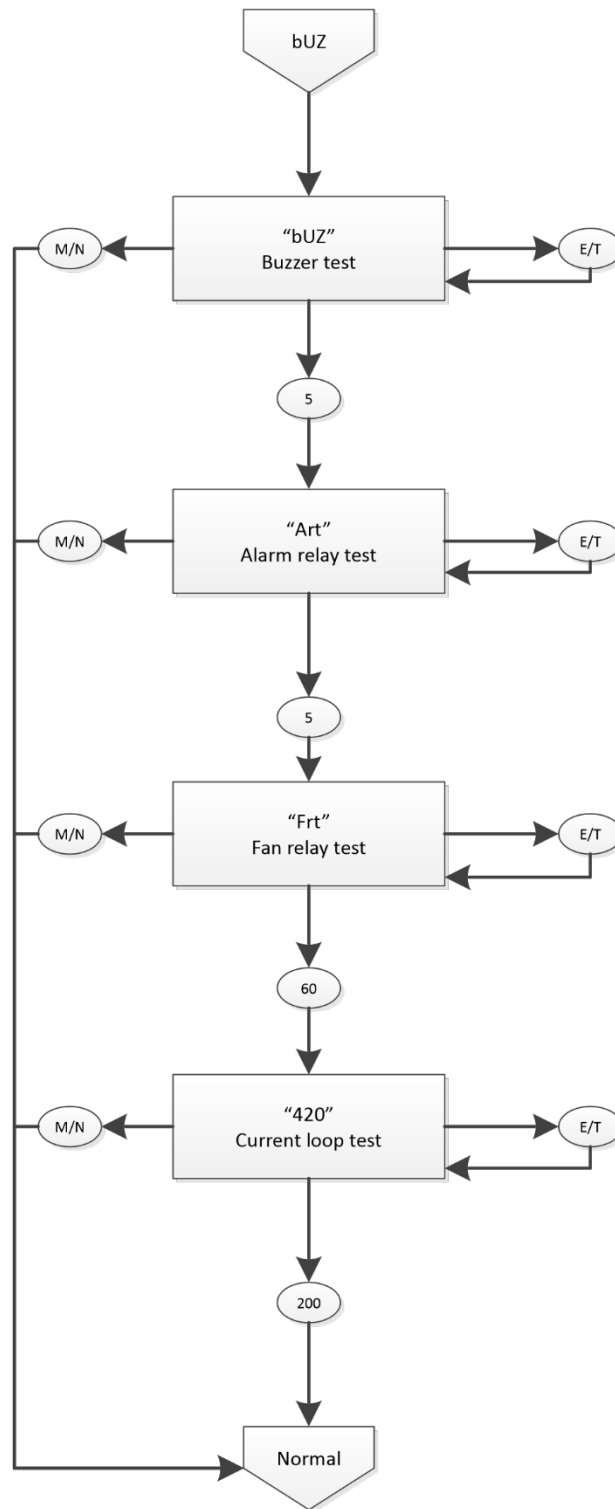 bUZ
M/N
“bUZ”
Buzzer test
E/T
5
M/N
“Art”
Alarm relay test
E/T
5
M/N
“Frt”
Fan relay test
E/T
60
M/N
“420”
Current loop test
E/T
200
Normal